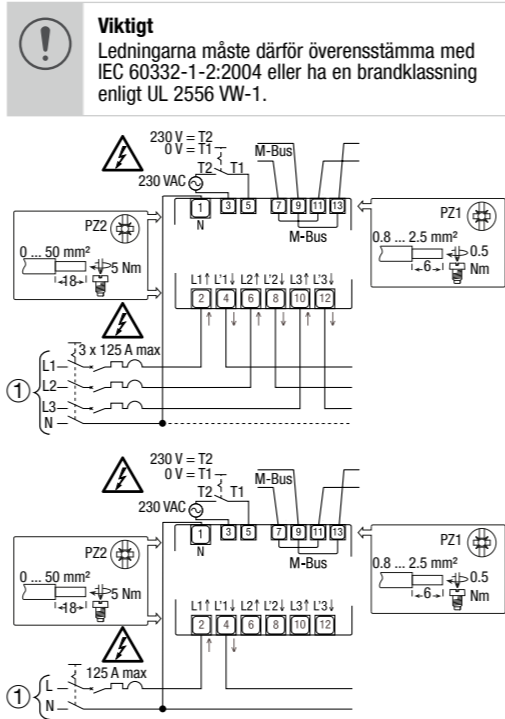 Viktigt
Ledningarna måste därför överensstämma med
IEC 60332-1-2:2004 eller ha en brandklassning
enligt UL 2556 VW-1.
230 V = T2
0 V = T1
T2 T1
M-Bus
230 VAC
1 3 5 7 9 11 13
N
M-Bus
PZ2
0 ... 50 mm²
5 Nm
18
PZ1
0.8 ... 2.5 mm²
0.5
Nm
6
L1↑ L'1↓ L2↑ L'2↓ L3↑ L'3↓
2 4 6 8 10 12
3 x 125 A max
1
L1
L2
L3
N
230 V = T2
0 V = T1
T2 T1
M-Bus
230 VAC
1 3 5 7 9 11 13
N
M-Bus
PZ2
0 ... 50 mm²
5 Nm
18
PZ1
0.8 ... 2.5 mm²
0.5
Nm
6
L1↑ L'1↓ L2↑ L'2↓ L3↑ L'3↓
2 4 6 8 10 12
125 A max
1
L
N